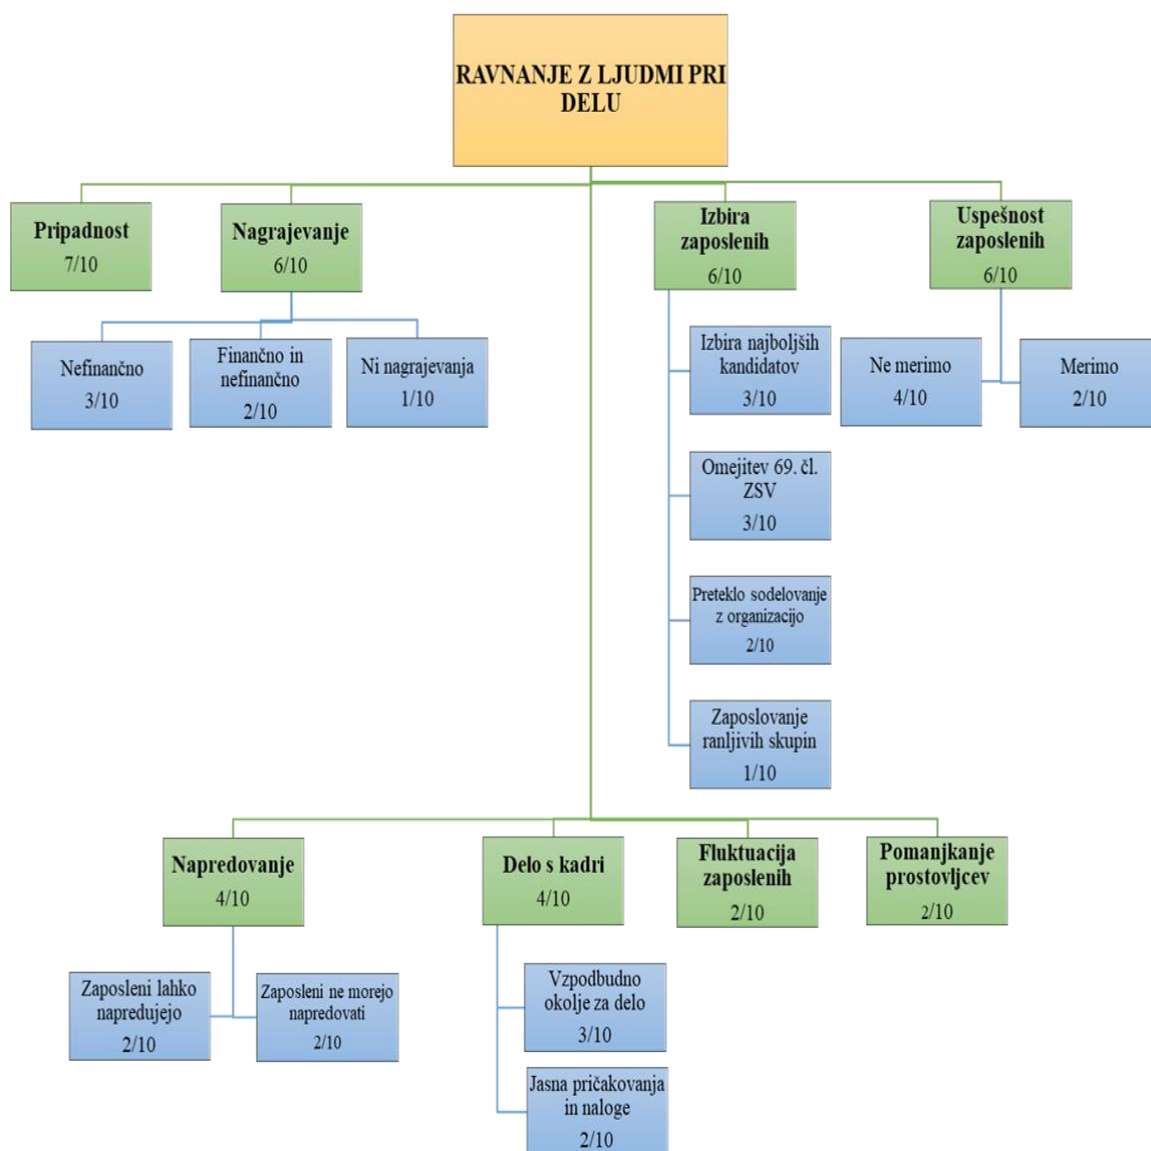 RAVNANJE Z LJUDMI PRI
DELU
Pripadnost
7/10
Nagrajevanje
6/10
Izbira
zaposlenih
6/10
Uspešnost
zaposlenih
6/10
Nefinančno
3/10
Finančno in
nefinančno
2/10
Ni nagrajevanja
1/10
Izbira najboljših
kandidatov
3/10
Omejitev 69. čl.
ZSV
3/10
Preteklo sodelovanje
z organizacijo
2/10
Zaposlovanje
ranljivih skupin
1/10
Ne merimo
4/10
Merimo
2/10
Napredovanje
4/10
Delo s kadri
4/10
Fluktuacija
zaposlenih
2/10
Pomanjkanje
prostovljcev
2/10
Zaposleni lahko
napredujejo
2/10
Zaposleni ne morejo
napredovati
2/10
Vzpodbudno
okolje za delo
3/10
Jasna pričakovanja
in naloge
2/10